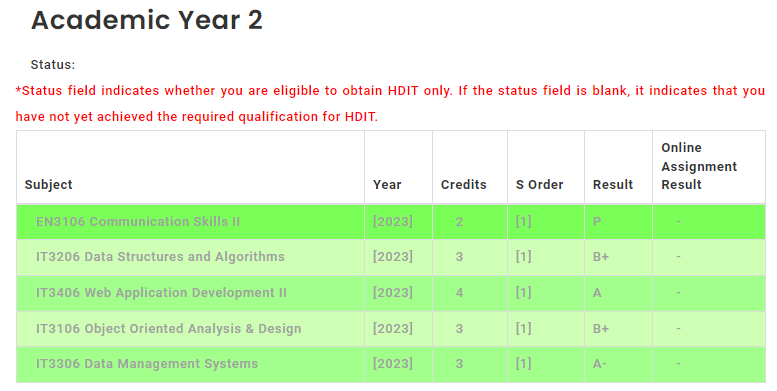 Academic Year 2
Status:
*Status field indicates whether you are eligible to obtain HDIT only. If the status field is blank, it indicates that you
have not yet achieved the required qualification for HDIT.
Subject Year Credits S Order Result Online Assignment Result
EN3106 Communication Skills II [2023] 2 [1] P -
IT3206 Data Structures and Algorithms [2023] 3 [1] B+ -
IT3406 Web Application Development II [2023] 4 [1] A -
IT3106 Object Oriented Analysis & Design [2023] 3 [1] B+ -
IT3306 Data Management Systems [2023] 3 [1] A- -